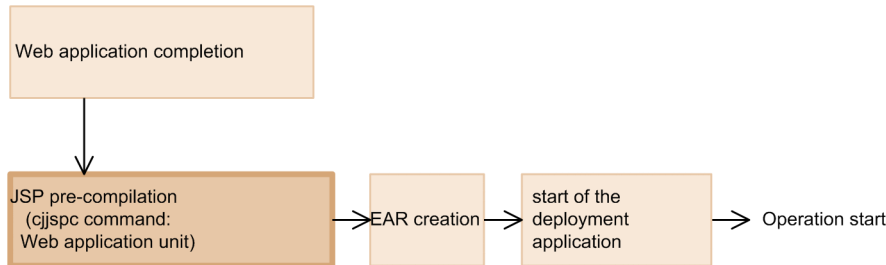 Web application completion
JSP pre-compilation
(cjjspc command:
Web application unit)
EAR creation
start of the
deployment
application
Operation start